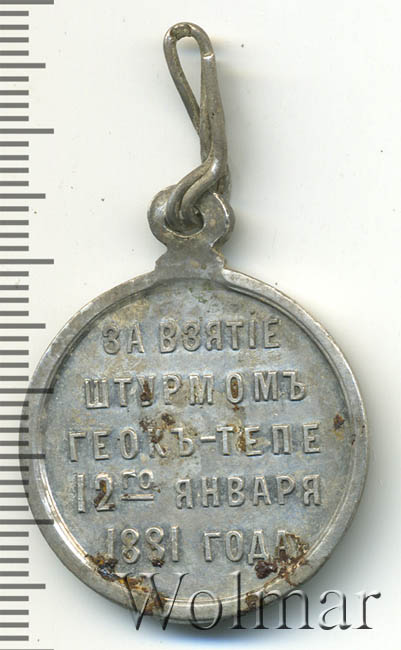 ЗА ВЗЯТІЕ
ШТУРМОМЪ
ГЕОКЪ-ТЕПЕ
12ГО ЯНВАРЯ
1881 ГОДА
Wolmar